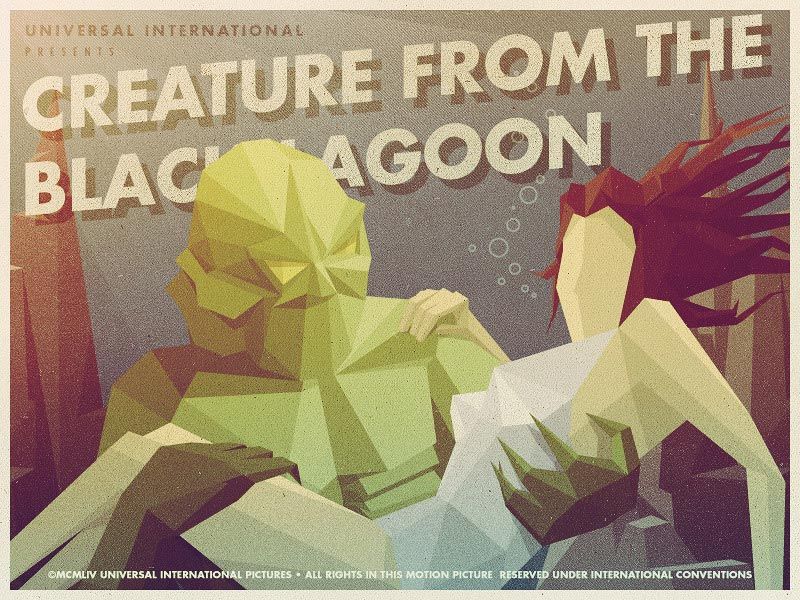 UNIVERSAL INTERNATIONAL
PRESENTS
CREATURE FROM THE
BLACK LAGOON
©MCMLIV UNIVERSAL INTERNATIONAL PICTURES • ALL RIGHTS IN THIS MOTION PICTURE RESERVED UNDER INTERNATIONAL CONVENTIONS